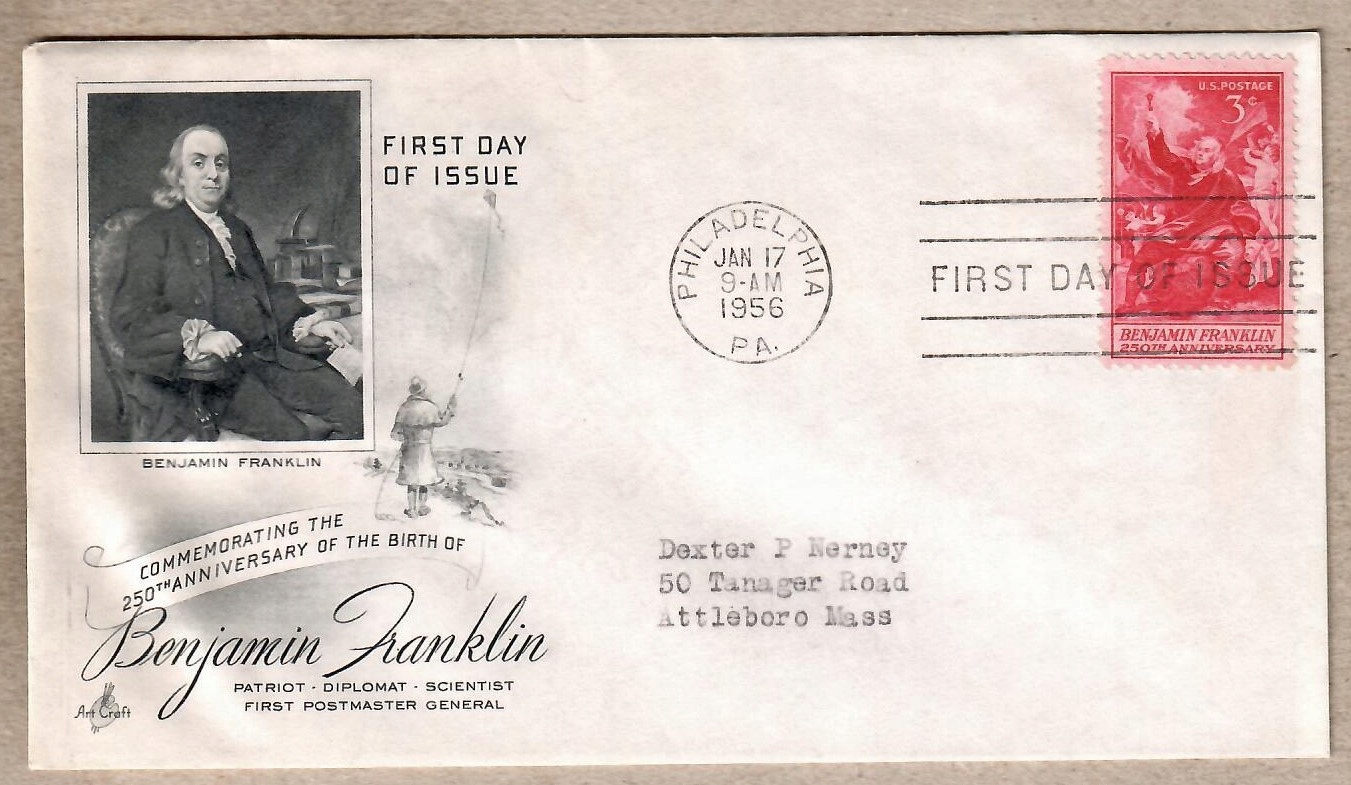 FIRST DAY
OF ISSUE
BENJAMIN FRANKLIN
COMMEMORATING THE
250TH ANNIVERSARY OF THE BIRTH OF
Benjamin Franklin
PATRIOT · DIPLOMAT · SCIENTIST
FIRST POSTMASTER GENERAL
Art Craft
PHILADELPHIA
JAN 17
9-AM
1956
PA.
FIRST DAY OF ISSUE
U.S. POSTAGE
3¢
BENJAMIN FRANKLIN
250TH ANNIVERSARY
Dexter P Nerney
50 Tanager Road
Attleboro Mass